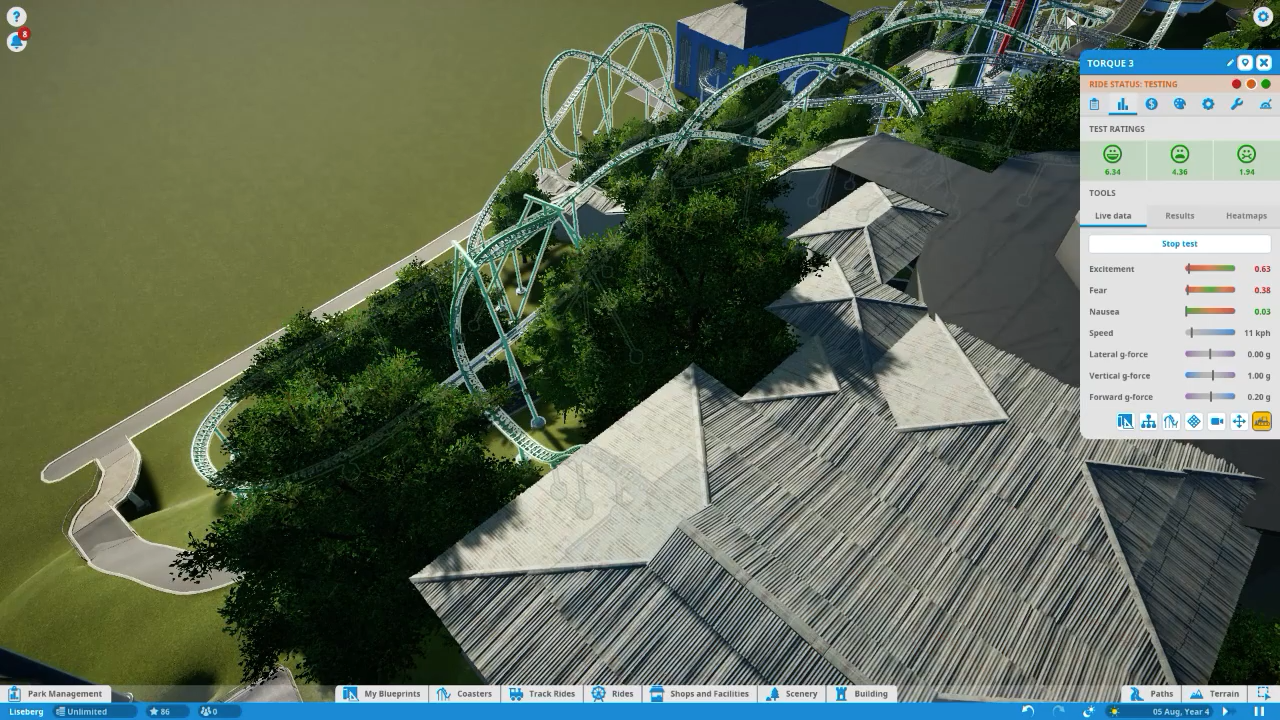 ?
8
TORQUE 3
RIDE STATUS: TESTING
TEST RATINGS
6.34 4.36 1.94
TOOLS
Live data Results Heatmaps
Stop test
Excitement 0.63
Fear 0.38
Nausea 0.03
Speed 11 kph
Lateral g-force 0.00 g
Vertical g-force 1.00 g
Forward g-force 0.20 g
Park Management My Blueprints Coasters Track Rides Rides Shops and Facilities Scenery Building Paths Terrain
Liseberg Unlimited 86 0 05 Aug, Year 4